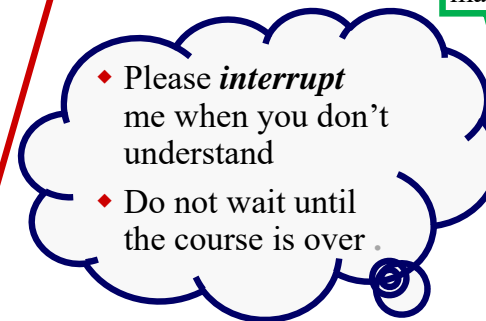 Please interrupt
me when you don’t
understand
Do not wait until
the course is over .